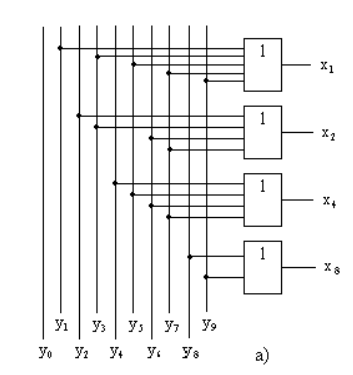 1
x₁
1
x₂
1
x₄
1
x₈
y₁ y₃ y₅ y₇ y₉
y₀ y₂ y₄ y₆ y₈ a)